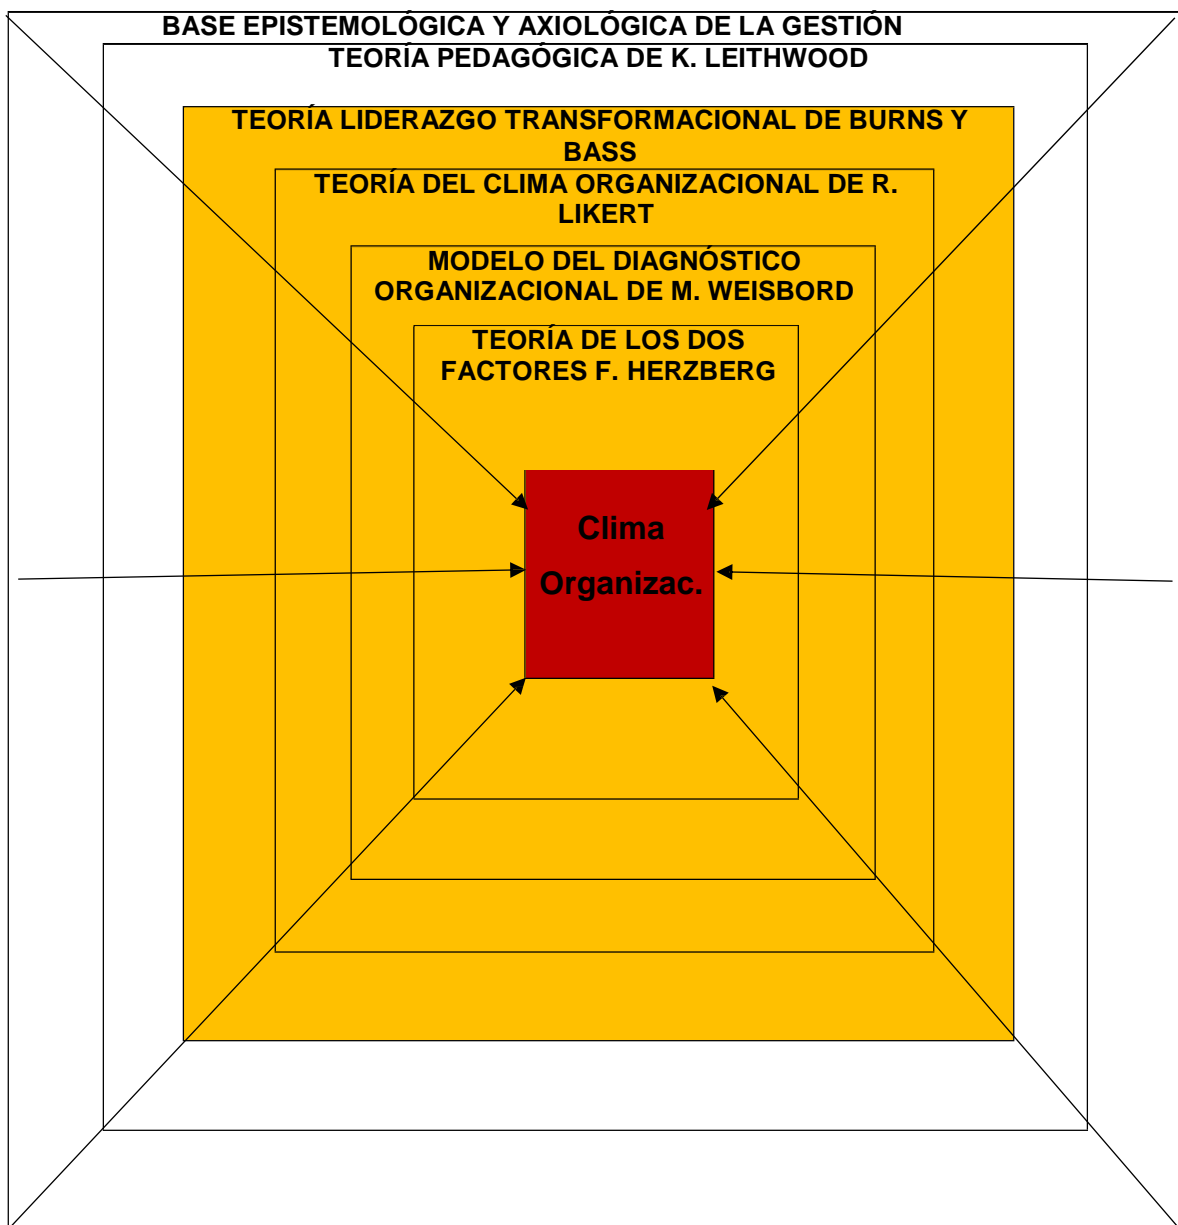 BASE EPISTEMOLÓGICA Y AXIOLÓGICA DE LA GESTIÓN
TEORÍA PEDAGÓGICA DE K. LEITHWOOD
TEORÍA LIDERAZGO TRANSFORMACIONAL DE BURNS Y
BASS
TEORÍA DEL CLIMA ORGANIZACIONAL DE R.
LIKERT
MODELO DEL DIAGNÓSTICO
ORGANIZACIONAL DE M. WEISBORD
TEORÍA DE LOS DOS
FACTORES F. HERZBERG
Clima
Organizac.